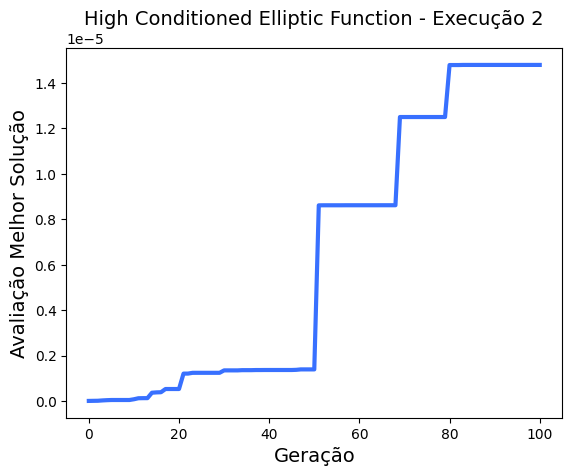 High Conditioned Elliptic Function - Execução 2
1e−5
1.4
1.2
1.0
0.8
0.6
0.4
0.2
0.0
Avaliação Melhor Solução
0 20 40 60 80 100
Geração